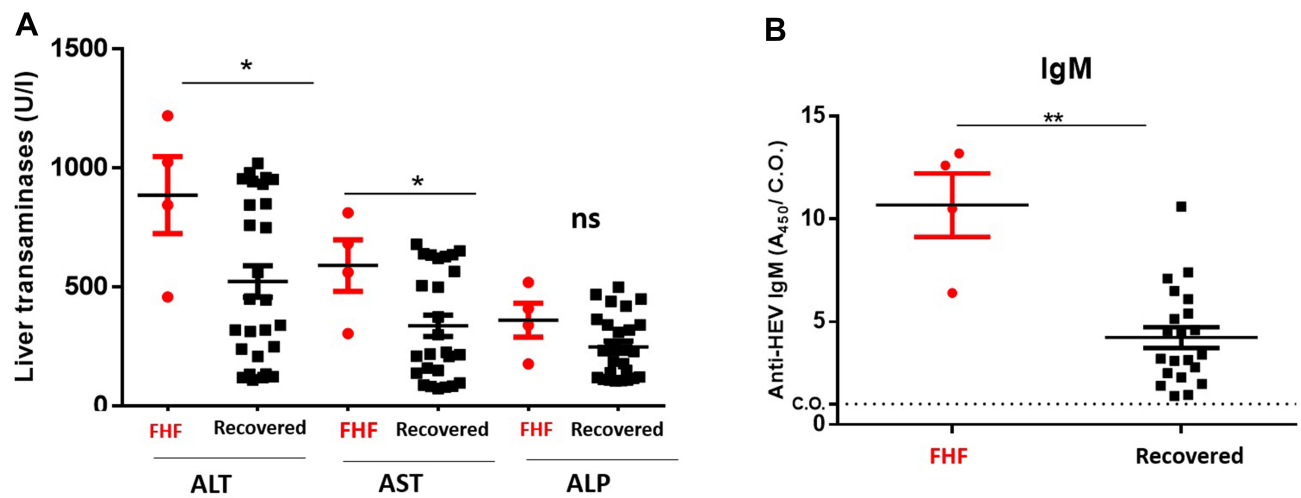 A
Liver transaminases (U/l)
1500
1000
500
0
*
*
ns
FHF Recovered FHF Recovered FHF Recovered
ALT AST ALP
B
IgM
Anti-HEV IgM (A450/ C.O.)
15
10
5
C.O.
0
**
FHF Recovered